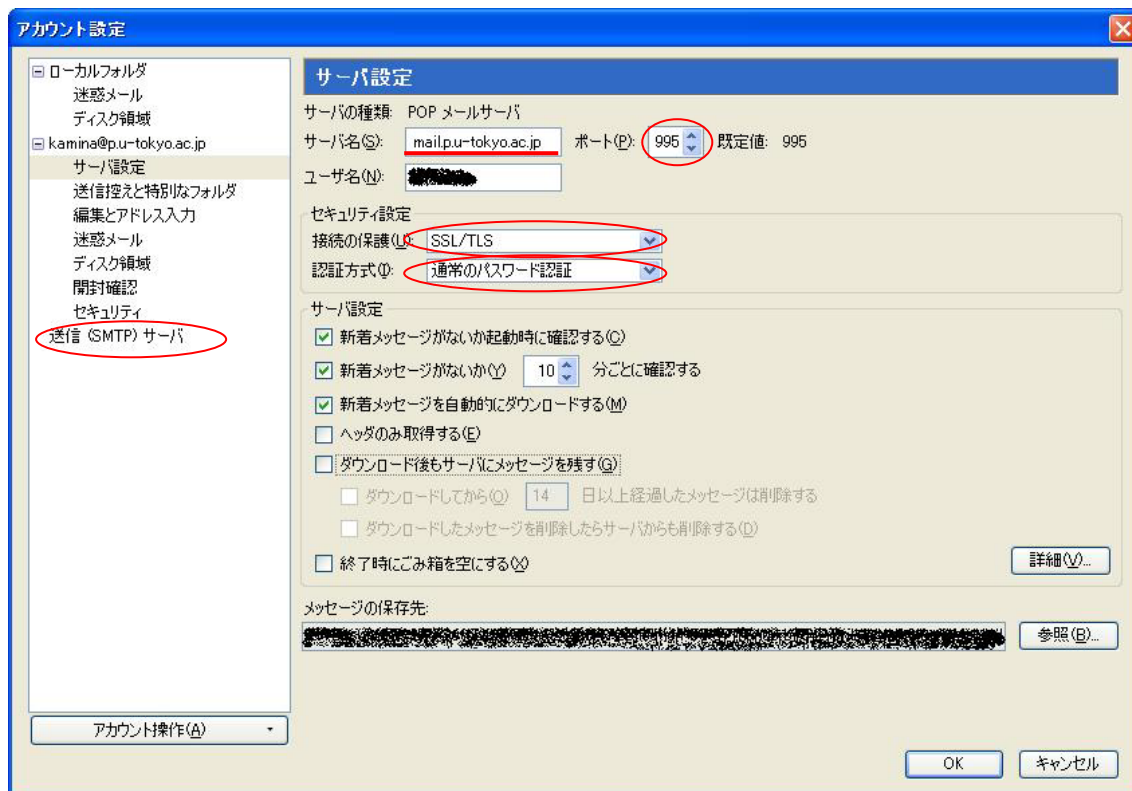 アカウント設定
ローカルフォルダ
迷惑メール
ディスク領域
kamina@p.u-tokyo.ac.jp
サーバ設定
送信控えと特別なフォルダ
編集とアドレス入力
迷惑メール
ディスク領域
開封確認
セキュリティ
送信 (SMTP) サーバ
アカウント操作(A)
サーバ設定
サーバの種類: POP メールサーバ
サーバ名(S): mail.p.u-tokyo.ac.jp ポート(P): 995 既定値: 995
ユーザ名(N):
セキュリティ設定
接続の保護(U): SSL/TLS
認証方式(I): 通常のパスワード認証
サーバ設定
新着メッセージがないか起動時に確認する(C)
新着メッセージがないか(Y) 10 分ごとに確認する
新着メッセージを自動的にダウンロードする(M)
ヘッダのみ取得する(E)
ダウンロード後もサーバにメッセージを残す(G)
ダウンロードしてから(O) 14 日以上経過したメッセージは削除する
ダウンロードしたメッセージを削除したらサーバからも削除する(D)
終了時にごみ箱を空にする(X)
詳細(V)...
メッセージの保存先:
参照(B)...
OK キャンセル